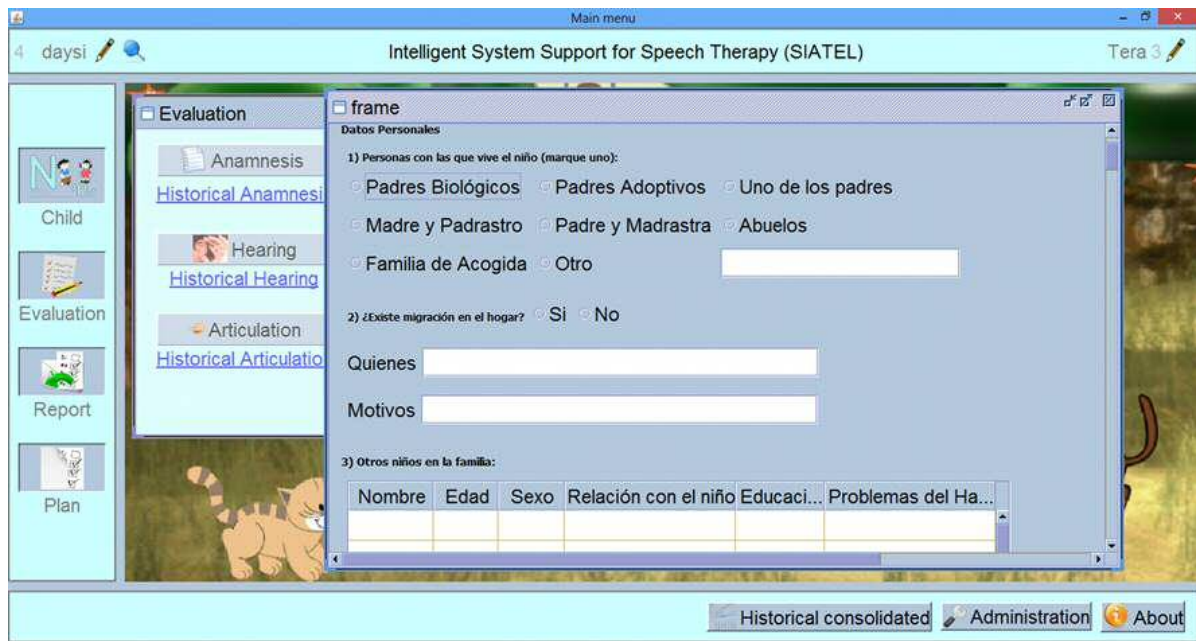 Main menu
4 daysi
Intelligent System Support for Speech Therapy (SIATEL)
Tera 3
Child
Evaluation
Report
Plan
Evaluation
Anamnesis
Historical Anamnesi
Hearing
Historical Hearing
Articulation
Historical Articulatio
frame
Datos Personales
1) Personas con las que vive el niño (marque uno):
Padres Biológicos Padres Adoptivos Uno de los padres
Madre y Padrastro Padre y Madrastra Abuelos
Familia de Acogida Otro
2) ¿Existe migración en el hogar? Si No
Quienes
Motivos
3) Otros niños en la familia:
Nombre Edad Sexo Relación con el niño Educaci... Problemas del Ha...
Historical consolidated Administration About